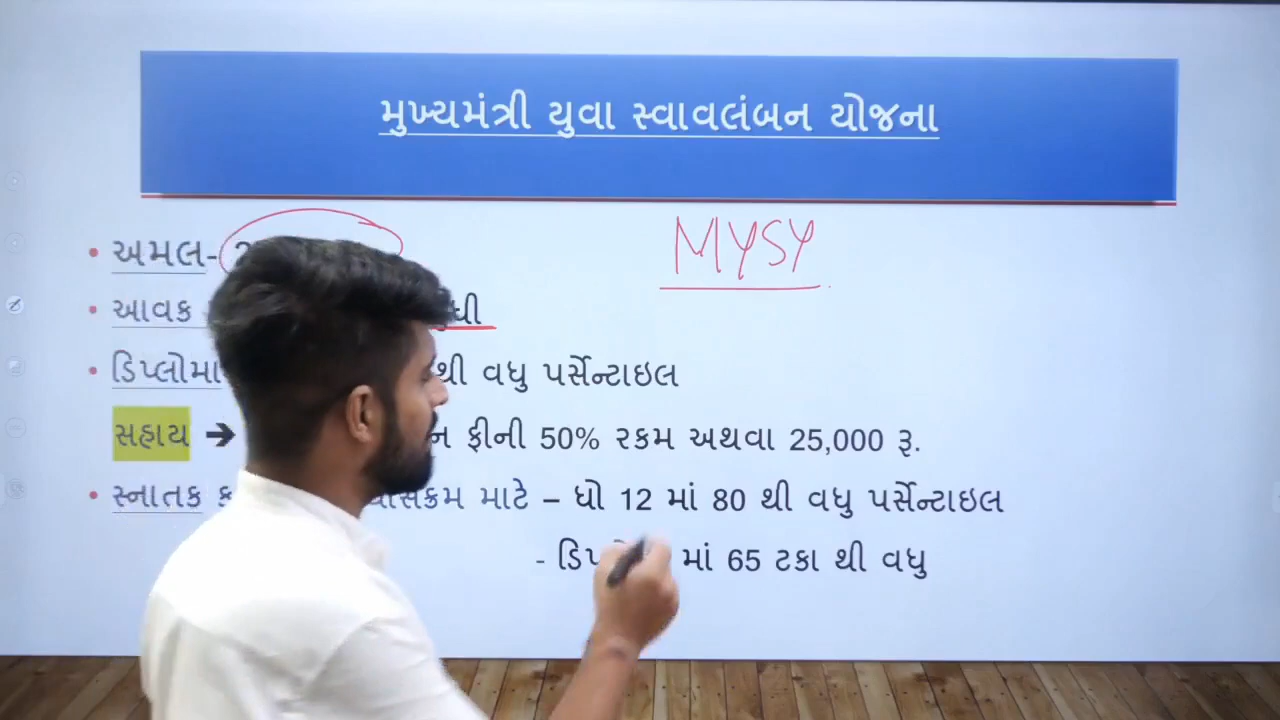 મુખ્યમંત્રી યુવા સ્વાવલંબન યોજના
MYSY
• અમલ-
• આવક
• ડિપ્લોમા થી વધુ પર્સેન્ટાઇલ
સહાય → ફીની 50% રકમ અથવા 25,000 રૂ.
• સ્નાતક માટે – ધો 12 માં 80 થી વધુ પર્સેન્ટાઇલ
- માં 65 ટકા થી વધુ